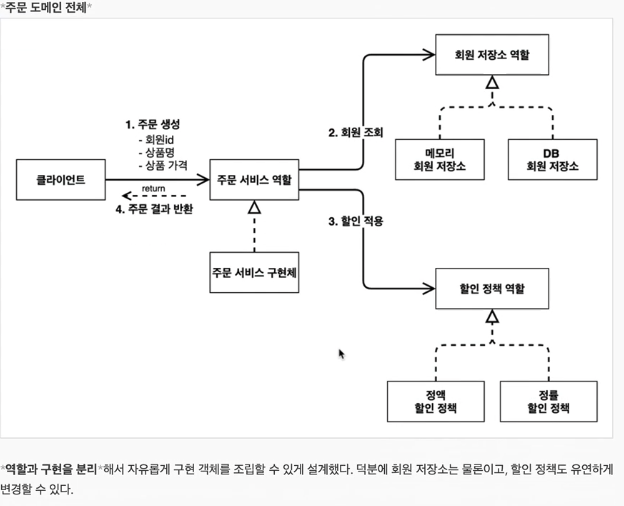 *주문 도메인 전체*
회원 저장소 역할
1. 주문 생성
- 회원id
- 상품명
- 상품 가격
2. 회원 조회
메모리
회원 저장소
DB
회원 저장소
클라이언트
주문 서비스 역할
return
4. 주문 결과 반환
3. 할인 적용
주문 서비스 구현체
할인 정책 역할
정액
할인 정책
정률
할인 정책
*역할과 구현을 분리*해서 자유롭게 구현 객체를 조립할 수 있게 설계했다. 덕분에 회원 저장소는 물론이고, 할인 정책도 유연하게
변경할 수 있다.